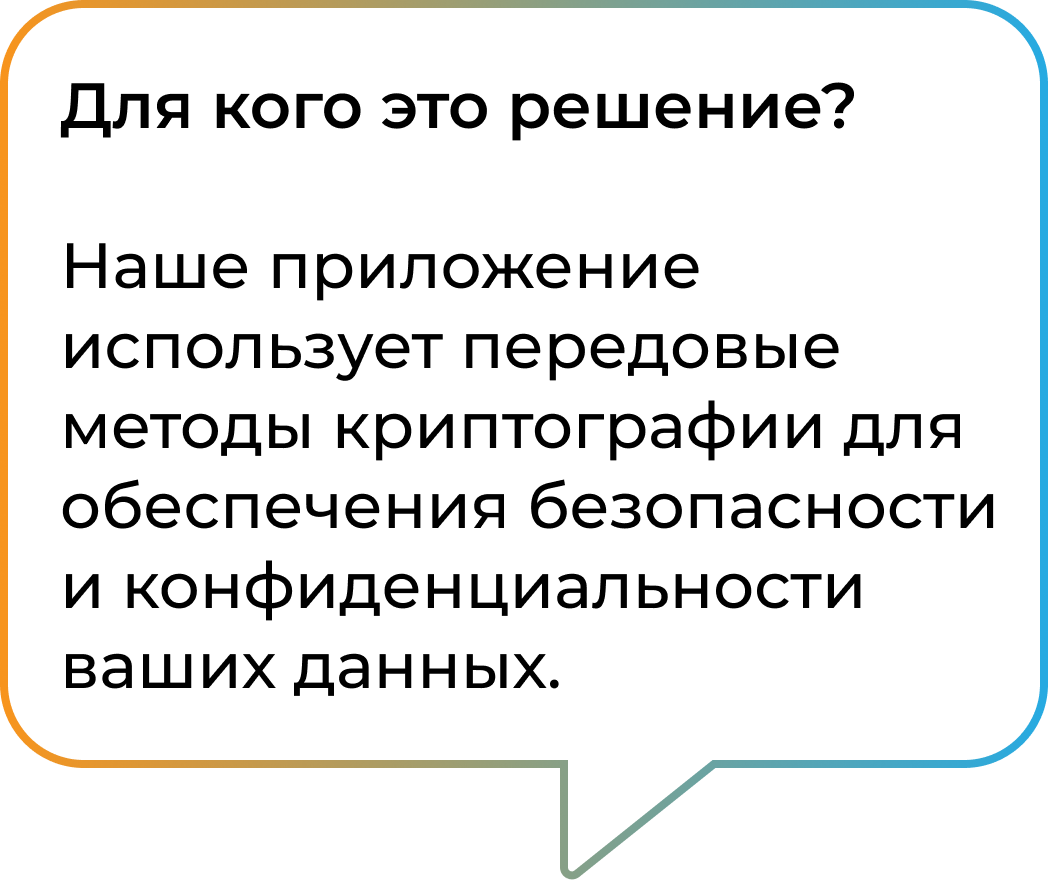 Для кого это решение?
Наше приложение
использует передовые
методы криптографии для
обеспечения безопасности
и конфиденциальности
ваших данных.